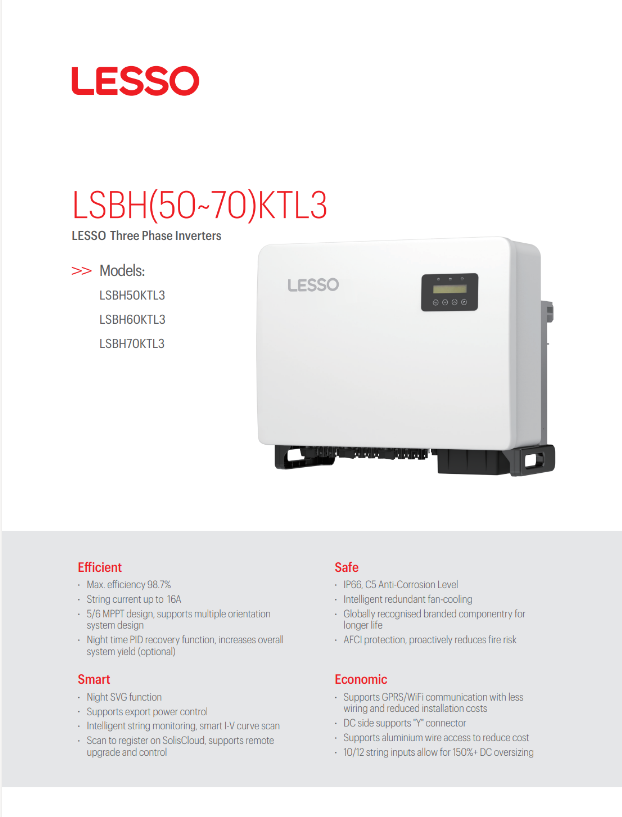 LESSO
LSBH(50~70)KTL3
LESSO Three Phase Inverters
>> Models:
LSBH50KTL3
LSBH60KTL3
LSBH70KTL3
LESSO
Efficient
· Max. efficiency 98.7%
· String current up to 16A
· 5/6 MPPT design, supports multiple orientation
system design
· Night time PID recovery function, increases overall
system yield (optional)
Smart
· Night SVG function
· Supports export power control
· Intelligent string monitoring, smart I-V curve scan
· Scan to register on SolisCloud, supports remote
upgrade and control
Safe
· IP66, C5 Anti-Corrosion Level
· Intelligent redundant fan-cooling
· Globally recognised branded componentry for
longer life
· AFCI protection, proactively reduces fire risk
Economic
· Supports GPRS/WiFi communication with less
wiring and reduced installation costs
· DC side supports "Y" connector
· Supports aluminium wire access to reduce cost
· 10/12 string inputs allow for 150%+ DC oversizing